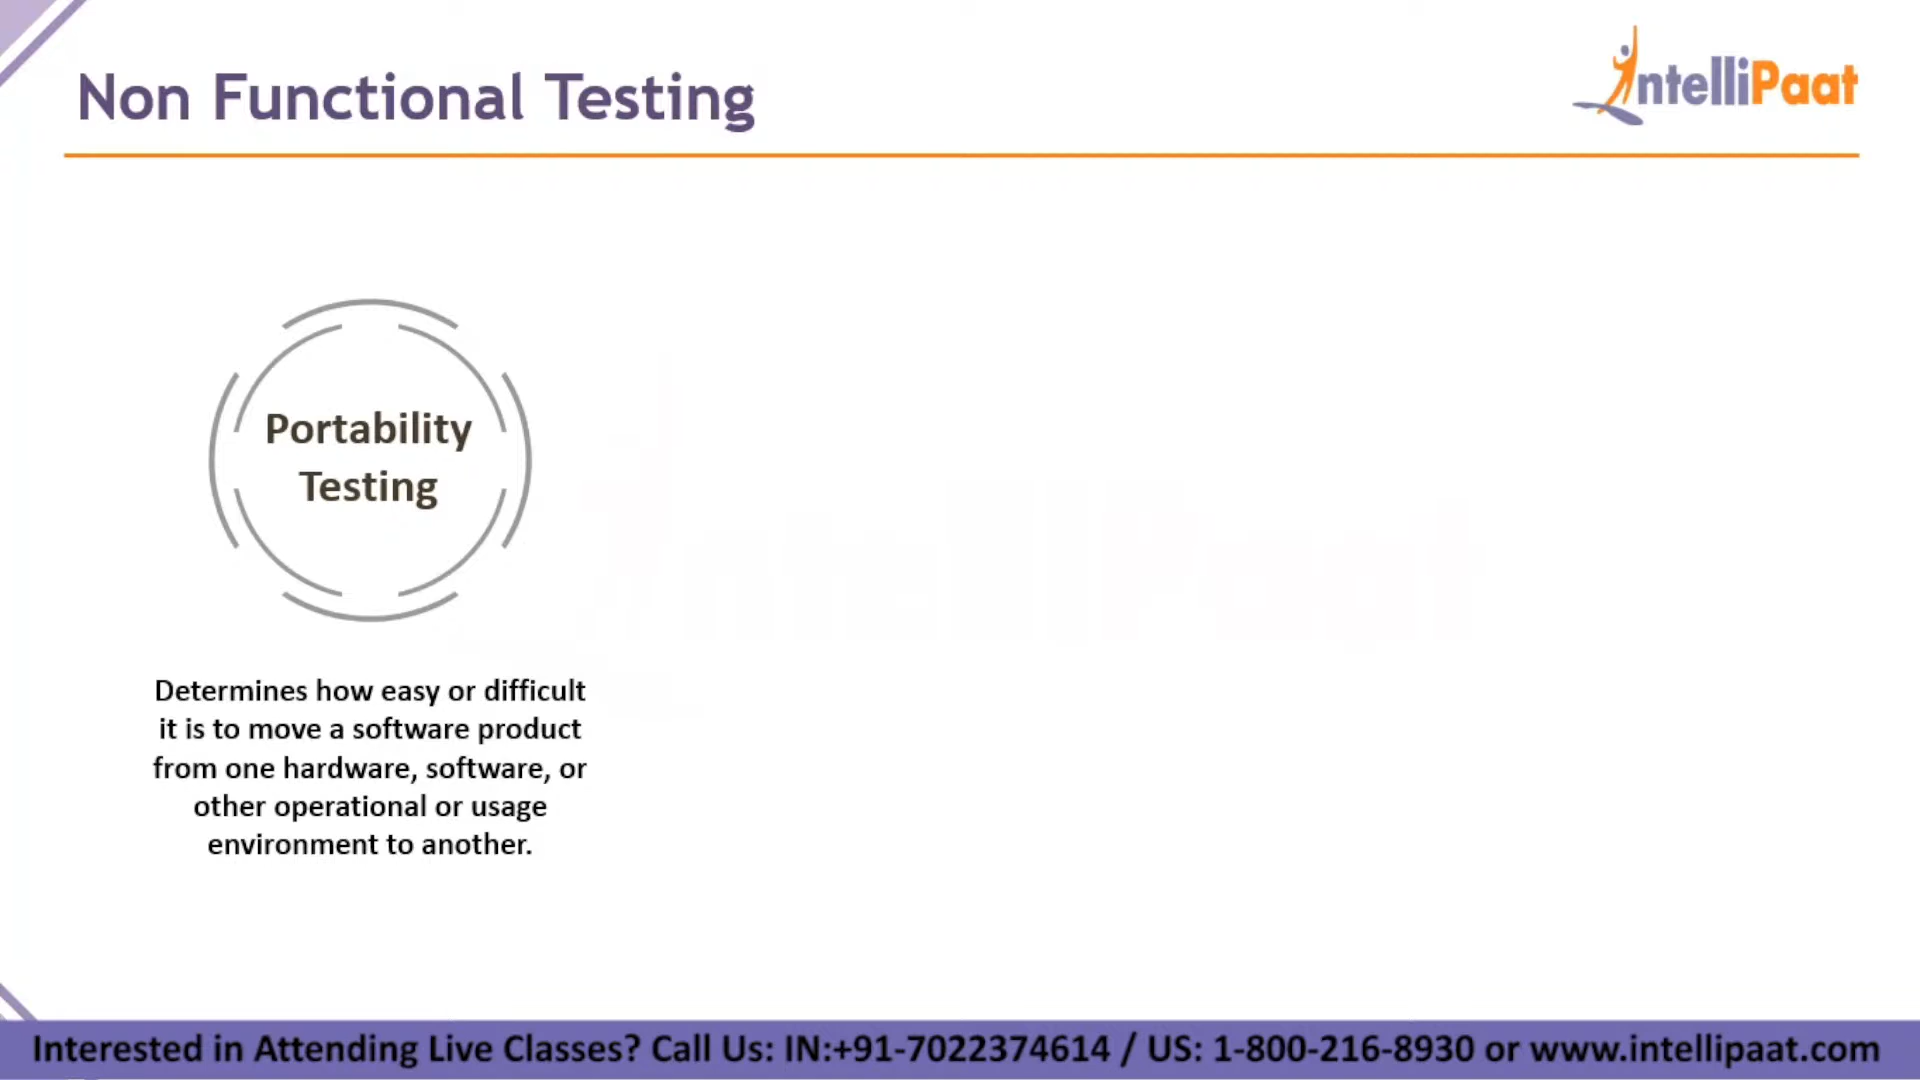 Non Functional Testing
IntelliPaat
Portability
Testing
Determines how easy or difficult
it is to move a software product
from one hardware, software, or
other operational or usage
environment to another.
Interested in Attending Live Classes? Call Us: IN:+91-7022374614 / US: 1-800-216-8930 or www.intellipaat.com